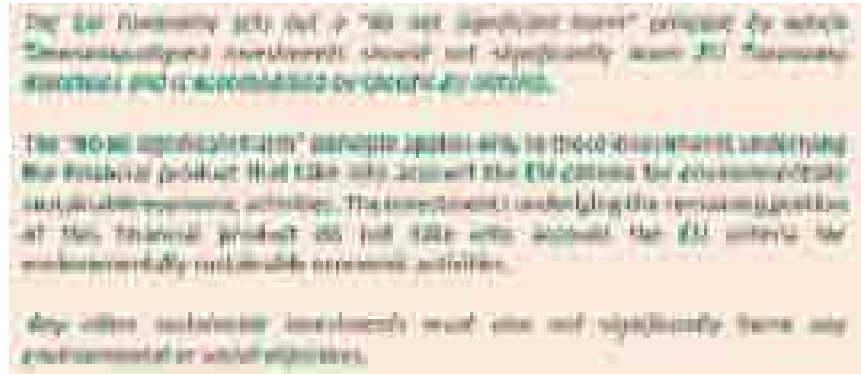 The EU Taxonomy sets out a "do not significant harm" principle by which
Taxonomy-aligned investments should not significantly harm EU Taxonomy
objectives and is accompanied by specific EU criteria.
The "do no significant harm" principle applies only to those investments underlying
the financial product that take into account the EU criteria for environmentally
sustainable economic activities. The investments underlying the remaining portion
of this financial product do not take into account the EU criteria for
environmentally sustainable economic activities.
Any other sustainable investments must also not significantly harm any
environmental or social objectives.